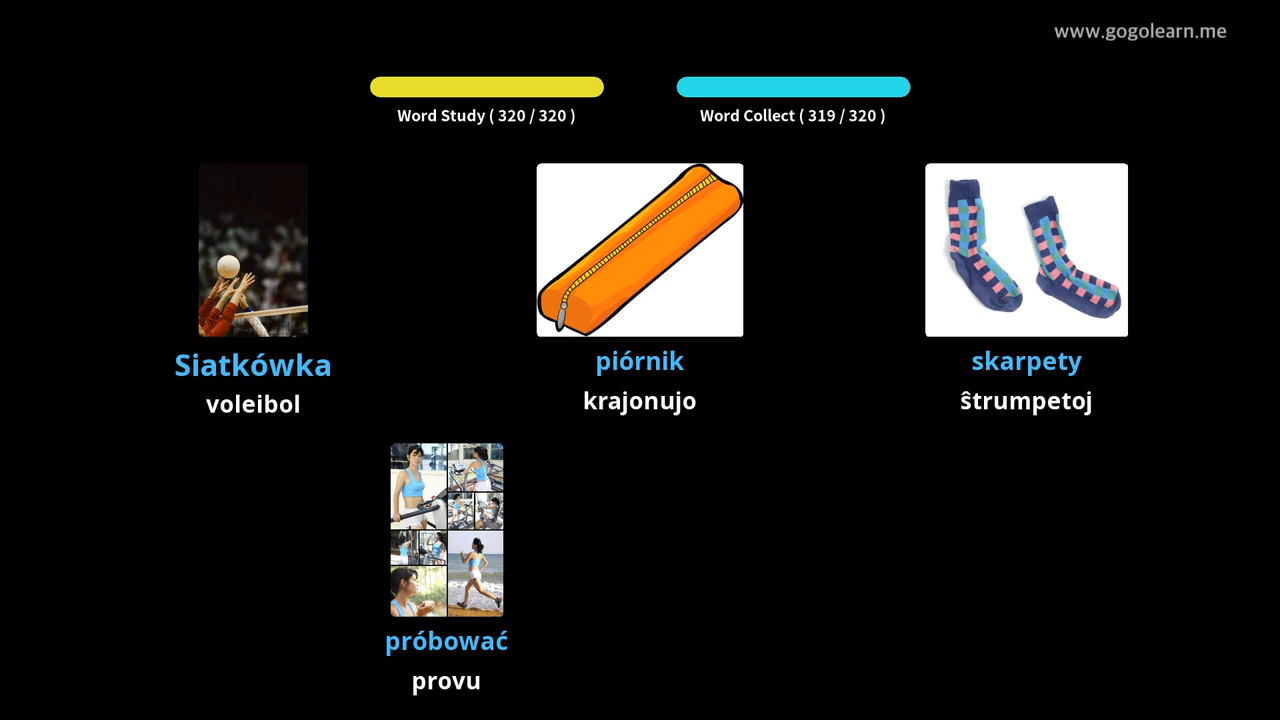 www.gogolearn.me
Word Study ( 320 / 320 )
Word Collect ( 319 / 320 )
Siatkówka
voleibol
piórnik
krajonujo
skarpety
ŝtrumpetoj
próbować
provu